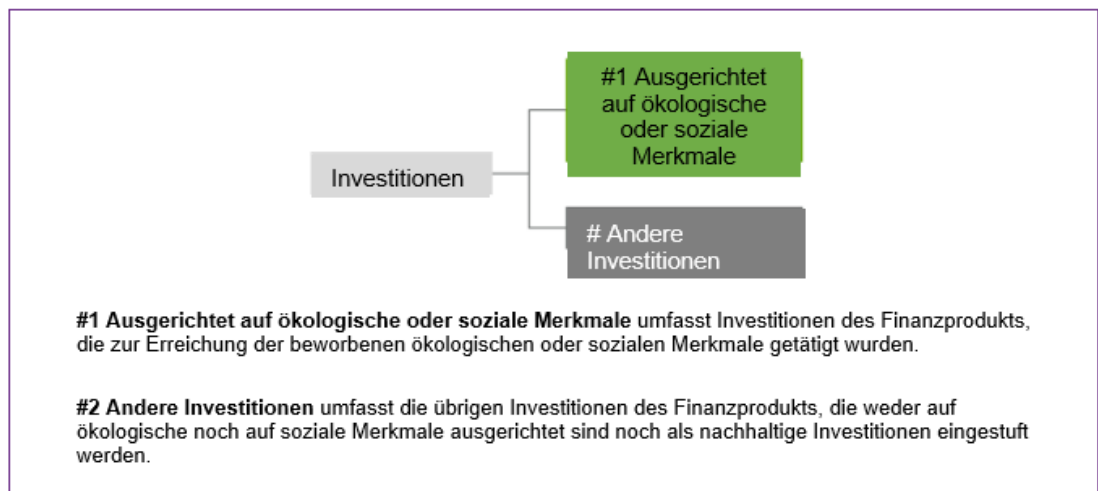 #1 Ausgerichtet
auf ökologische
oder soziale
Merkmale
Investitionen
# Andere
Investitionen
#1 Ausgerichtet auf ökologische oder soziale Merkmale umfasst Investitionen des Finanzprodukts,
die zur Erreichung der beworbenen ökologischen oder sozialen Merkmale getätigt wurden.
#2 Andere Investitionen umfasst die übrigen Investitionen des Finanzprodukts, die weder auf
ökologische noch auf soziale Merkmale ausgerichtet sind noch als nachhaltige Investitionen eingestuft
werden.